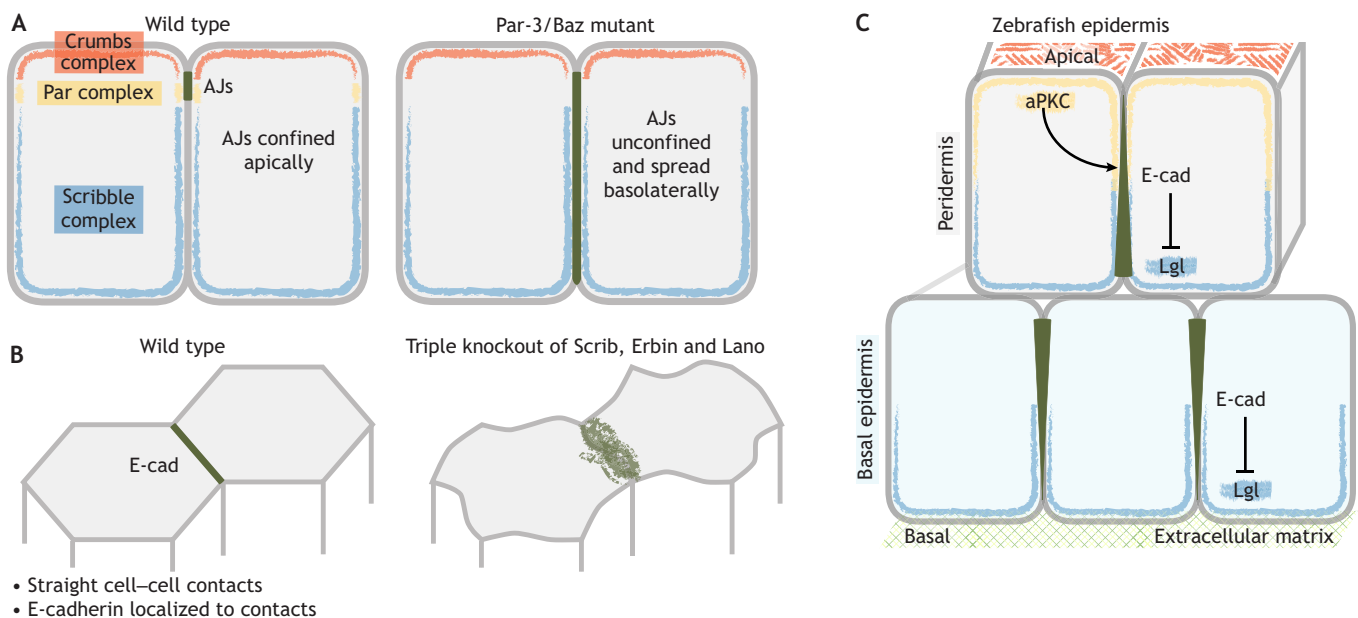 A
Wild type
Crumbs
complex
Par complex
AJs
AJs confined
apically
Scribble
complex
Par-3/Baz mutant
AJs
unconfined
and spread
basolaterally
B
Wild type
E-cad
• Straight cell–cell contacts
• E-cadherin localized to contacts
Triple knockout of Scrib, Erbin and Lano
C
Zebrafish epidermis
Apical
aPKC
E-cad
Lgl
Peridermis
E-cad
Lgl
Basal epidermis
Basal
Extracellular matrix